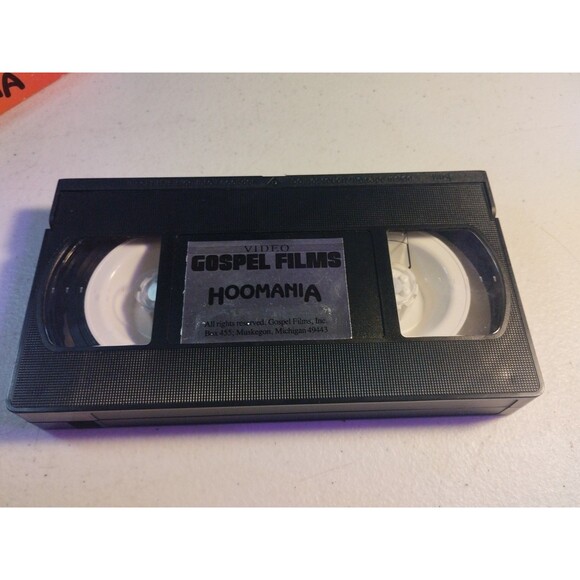 VIDEO
GOSPEL FILMS
HOOMANIA
All rights reserved. Gospel Films, Inc.
Box 455, Muskegon, Michigan 49443